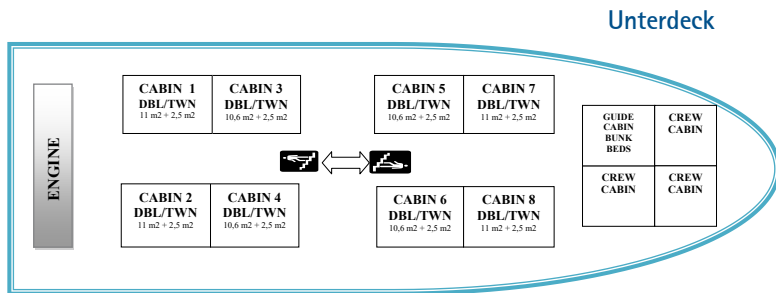 Unterdeck
ENGINE
CABIN 1
DBL/TWN
11 m2 + 2,5 m2
CABIN 3
DBL/TWN
10,6 m2 + 2,5 m2
CABIN 5
DBL/TWN
10,6 m2 + 2,5 m2
CABIN 7
DBL/TWN
11 m2 + 2,5 m2
GUIDE
CABIN
BUNK
BEDS
CREW
CABIN
CABIN 2
DBL/TWN
11 m2 + 2,5 m2
CABIN 4
DBL/TWN
10,6 m2 + 2,5 m2
CABIN 6
DBL/TWN
10,6 m2 + 2,5 m2
CABIN 8
DBL/TWN
11 m2 + 2,5 m2
CREW
CABIN
CREW
CABIN